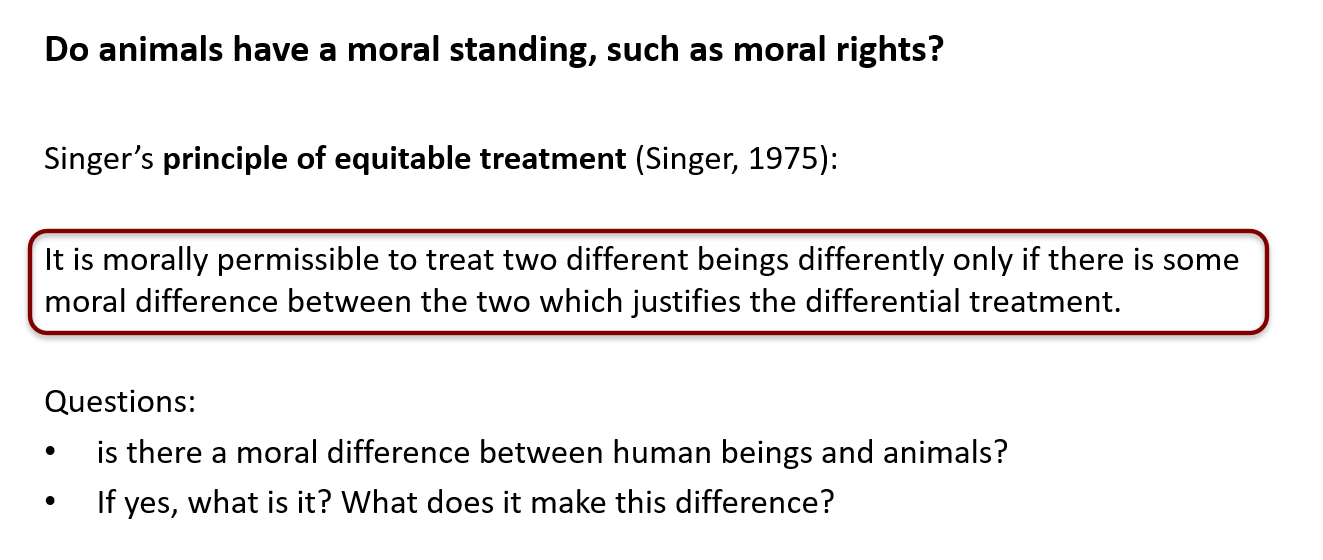 Do animals have a moral standing, such as moral rights?
Singer’s principle of equitable treatment (Singer, 1975):
It is morally permissible to treat two different beings differently only if there is some
moral difference between the two which justifies the differential treatment.
Questions:
• is there a moral difference between human beings and animals?
• If yes, what is it? What does it make this difference?